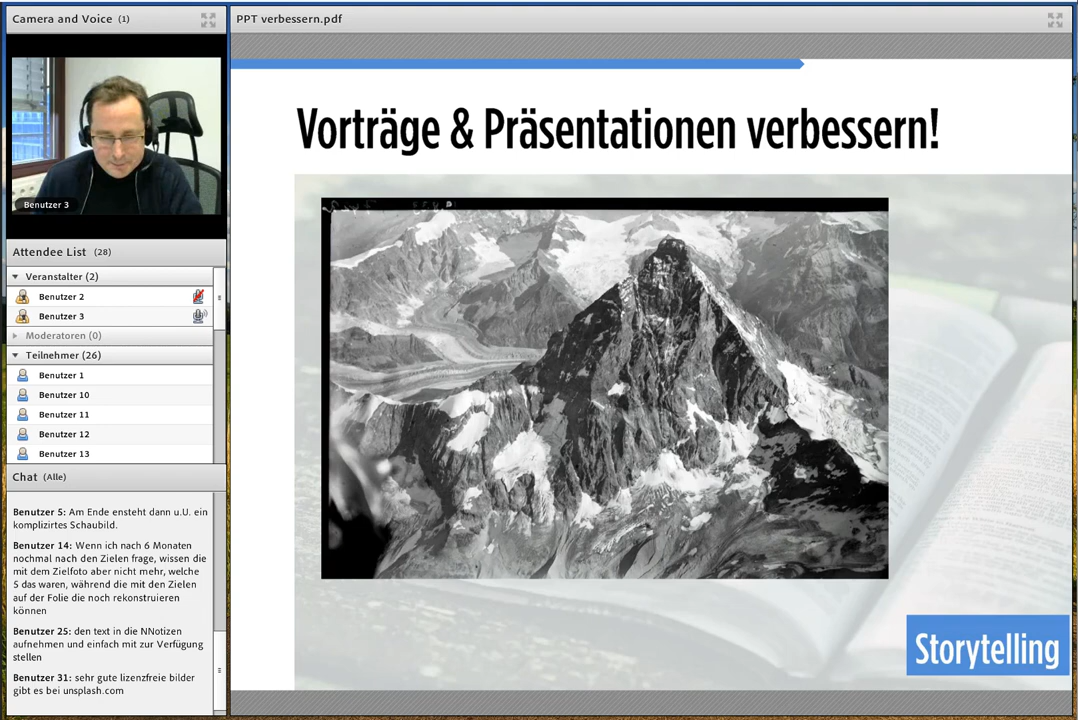 Camera and Voice (1)
Benutzer 3
Attendee List (28)
Veranstalter (2)
Benutzer 2
Benutzer 3
Moderatoren (0)
Teilnehmer (26)
Benutzer 1
Benutzer 10
Benutzer 11
Benutzer 12
Benutzer 13
Chat (Alle)
Benutzer 5: Am Ende ensteht dann u.U. ein
komplizirtes Schaubild.
Benutzer 14: Wenn ich nach 6 Monaten
nochmal nach den Zielen frage, wissen die
mit dem Zielfoto aber nicht mehr, welche
5 das waren, während die mit den Zielen
auf der Folie die noch rekonstruieren
können
Benutzer 25: den text in die NNotizen
aufnehmen und einfach mit zur Verfügung
stellen
Benutzer 31: sehr gute lizenzfreie bilder
gibt es bei unsplash.com
PPT verbessern.pdf
Vorträge & Präsentationen verbessern!
Storytelling